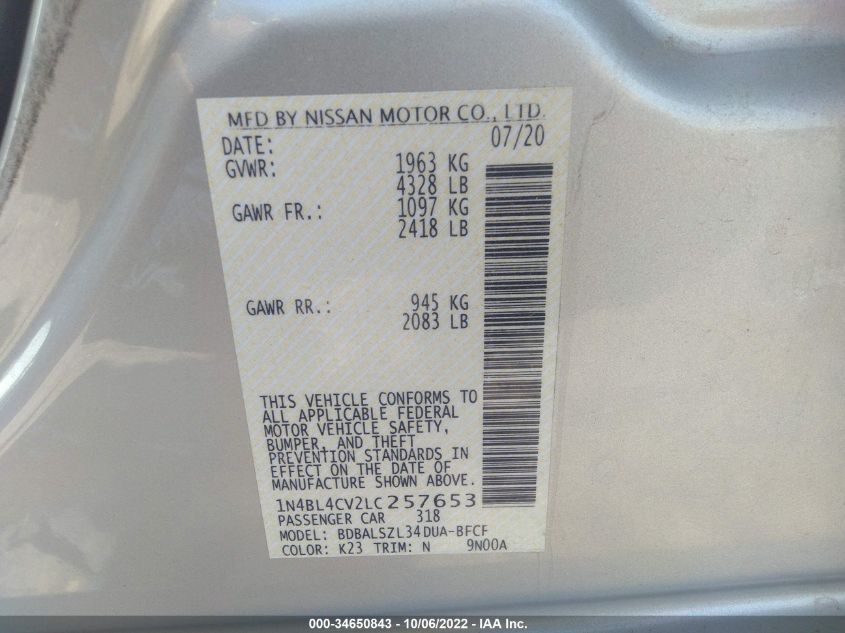 MFD BY NISSAN MOTOR CO., LTD.
DATE: 07/20
GVWR: 1963 KG
4328 LB
GAWR FR.: 1097 KG
2418 LB
GAWR RR.: 945 KG
2083 LB
THIS VEHICLE CONFORMS TO
ALL APPLICABLE FEDERAL
MOTOR VEHICLE SAFETY,
BUMPER, AND THEFT
PREVENTION STANDARDS IN
EFFECT ON THE DATE OF
MANUFACTURE SHOWN ABOVE.
1N4BL4CV2LC257653
PASSENGER CAR 318
MODEL: BDBALSZL34DUA-BFCF
COLOR: K23 TRIM: N 9N00A
000-34650843 - 10/06/2022 - IAA Inc.